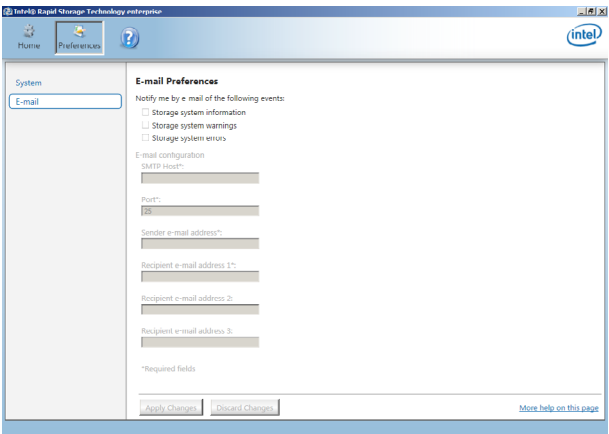 Intel® Rapid Storage Technology enterprise
Home
Preferences
?
intel
System
E-mail
E-mail Preferences
Notify me by e-mail of the following events:
Storage system information
Storage system warnings
Storage system errors
E-mail configuration
SMTP Host*:
Port*:
25
Sender e-mail address*:
Recipient e-mail address 1*:
Recipient e-mail address 2:
Recipient e-mail address 3:
*Required fields
Apply Changes
Discard Changes
More help on this page